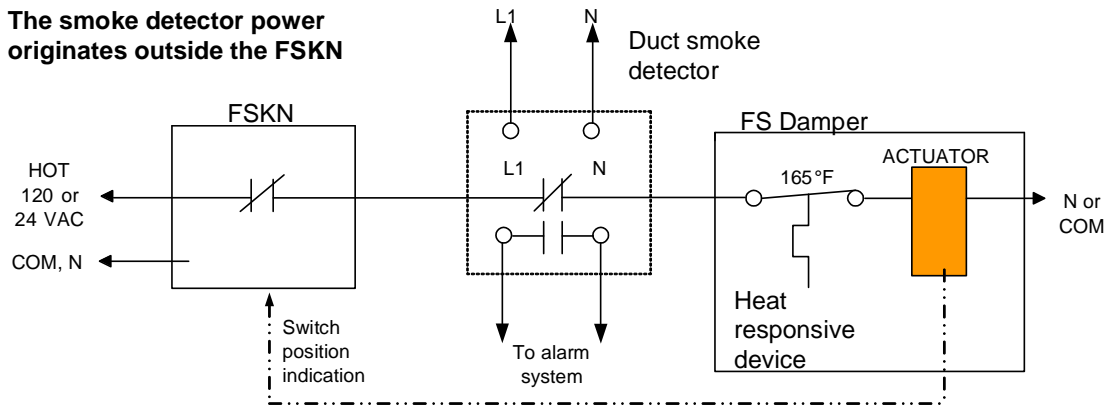 The smoke detector power
originates outside the FSKN
L1
N
Duct smoke
detector
FSKN
FS Damper
HOT
120 or
24 VAC
COM, N
L1
N
165°F
ACTUATOR
N or
COM
Switch
position
indication
To alarm
system
Heat
responsive
device